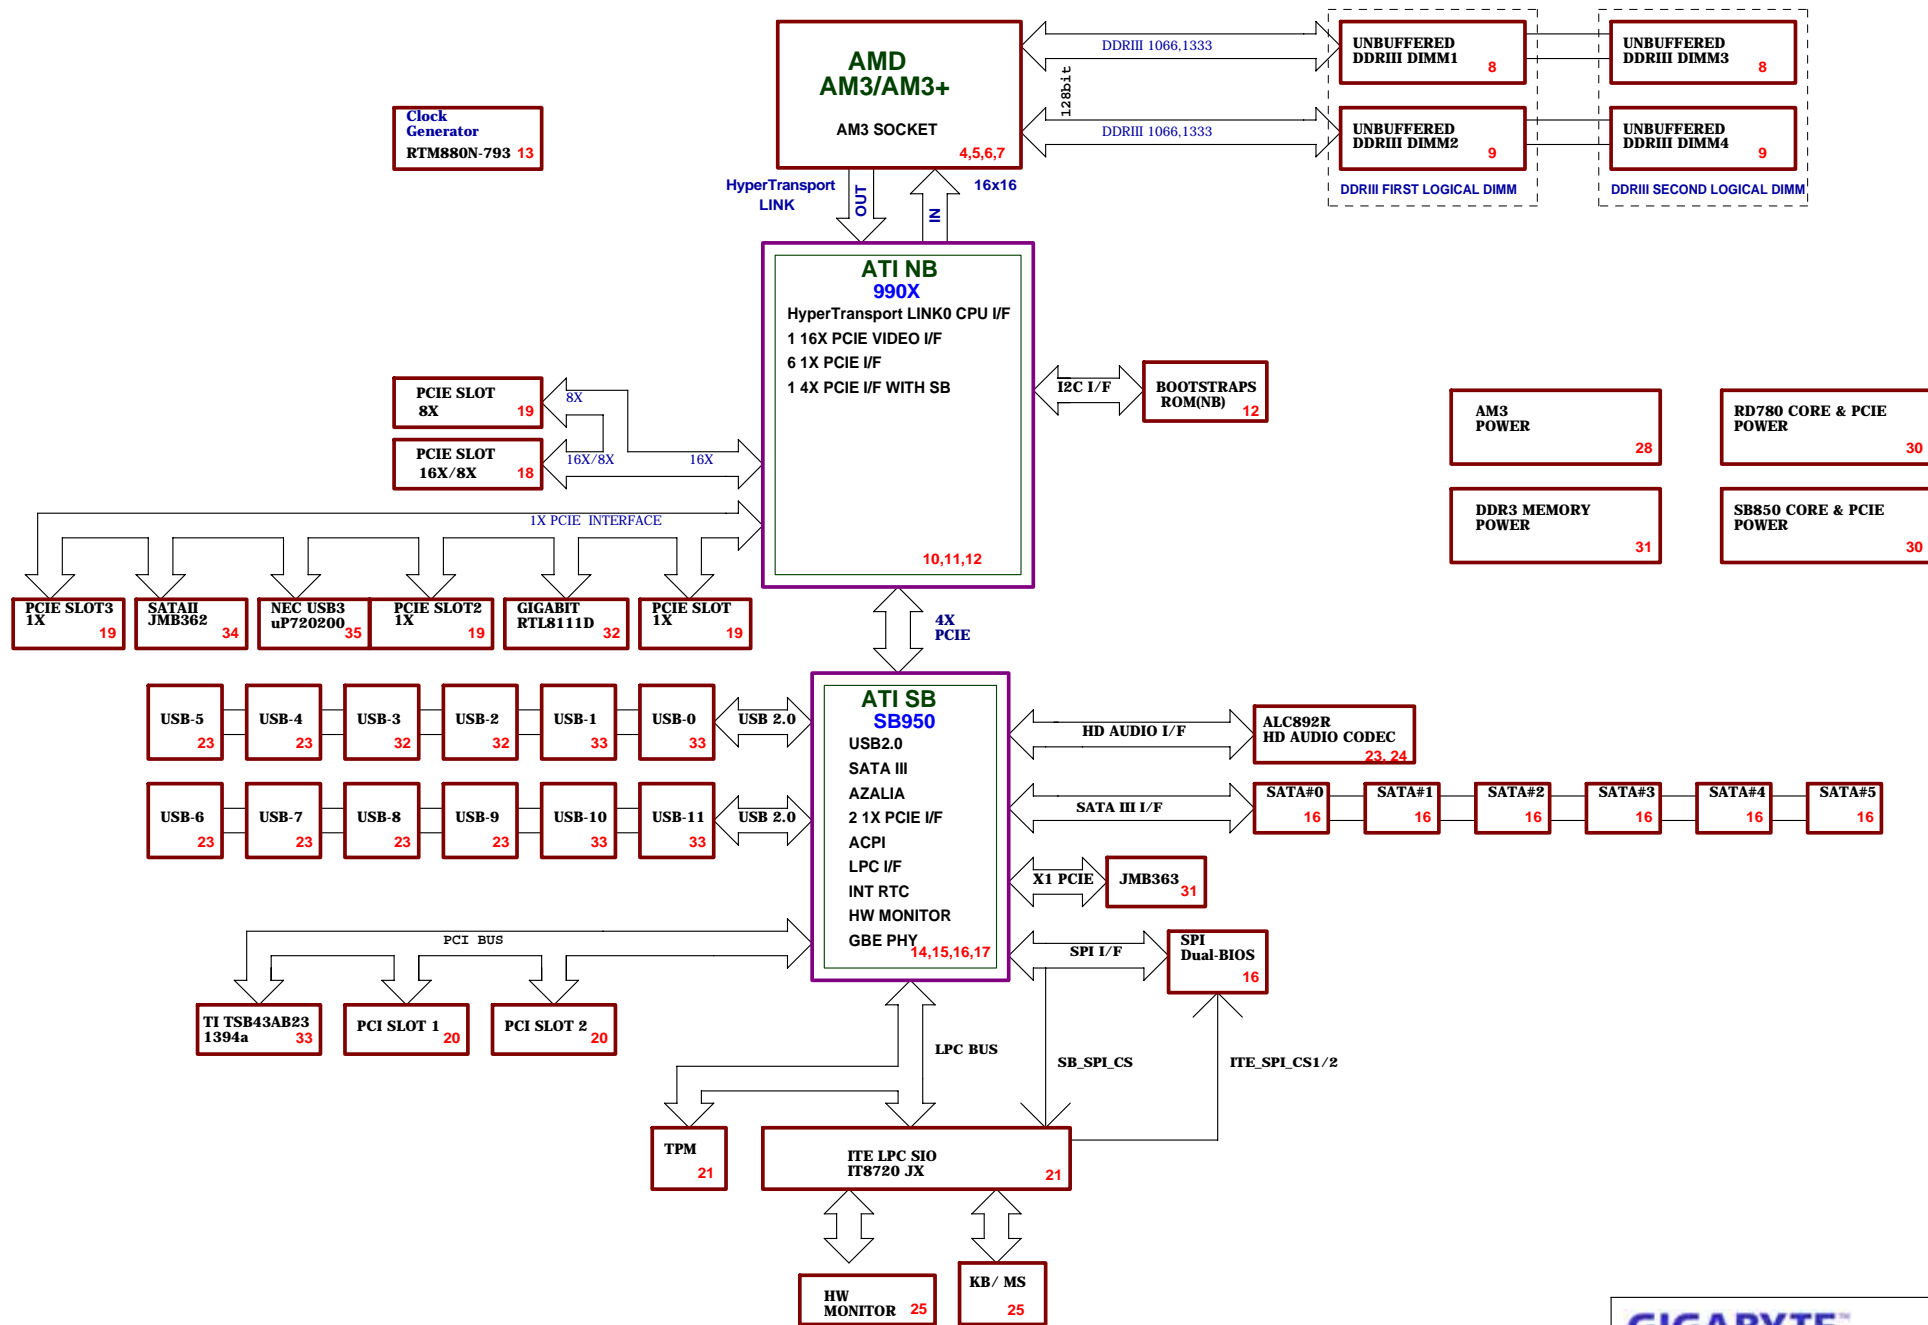 AMD
AM3/AM3+
AM3 SOCKET
4,5,6,7
DDRIII 1066,1333
128bit
DDRIII 1066,1333
UNBUFFERED
DDRIII DIMM1
8
UNBUFFERED
DDRIII DIMM3
8
UNBUFFERED
DDRIII DIMM2
9
UNBUFFERED
DDRIII DIMM4
9
DDRIII FIRST LOGICAL DIMM
DDRIII SECOND LOGICAL DIMM
Clock
Generator
RTM880N-793 13
HyperTransport
LINK
OUT
IN
16x16
ATI NB
990X
HyperTransport LINK0 CPU I/F
1 16X PCIE VIDEO I/F
6 1X PCIE I/F
1 4X PCIE I/F WITH SB
10,11,12
I2C I/F
BOOTSTRAPS
ROM(NB)
12
PCIE SLOT
8X
19
8X
PCIE SLOT
16X/8X
18
16X/8X
16X
AM3
POWER
28
RD780 CORE & PCIE
POWER
30
DDR3 MEMORY
POWER
31
SB850 CORE & PCIE
POWER
30
1X PCIE INTERFACE
PCIE SLOT3
1X
19
SATAII
JMB362
34
NEC USB3
uP720200
35
PCIE SLOT2
1X
19
GIGABIT
RTL8111D
32
PCIE SLOT
1X
19
4X
PCIE
USB-5
23
USB-4
23
USB-3
32
USB-2
32
USB-1
33
USB-0
33
USB 2.0
USB-6
23
USB-7
23
USB-8
23
USB-9
23
USB-10
33
USB-11
33
USB 2.0
ATI SB
SB950
USB2.0
SATA III
AZALIA
2 1X PCIE I/F
ACPI
LPC I/F
INT RTC
HW MONITOR
GBE PHY
14,15,16,17
HD AUDIO I/F
ALC892R
HD AUDIO CODEC
23, 24
SATA III I/F
SATA#0
16
SATA#1
16
SATA#2
16
SATA#3
16
SATA#4
16
SATA#5
16
X1 PCIE
JMB363
31
SPI I/F
SPI
Dual-BIOS
16
PCI BUS
TI TSB43AB23
1394a
33
PCI SLOT 1
20
PCI SLOT 2
20
LPC BUS
SB_SPI_CS
ITE_SPI_CS1/2
TPM
21
ITE LPC SIO
IT8720 JX
21
HW
MONITOR
25
KB/ MS
25
GIGABYTE™